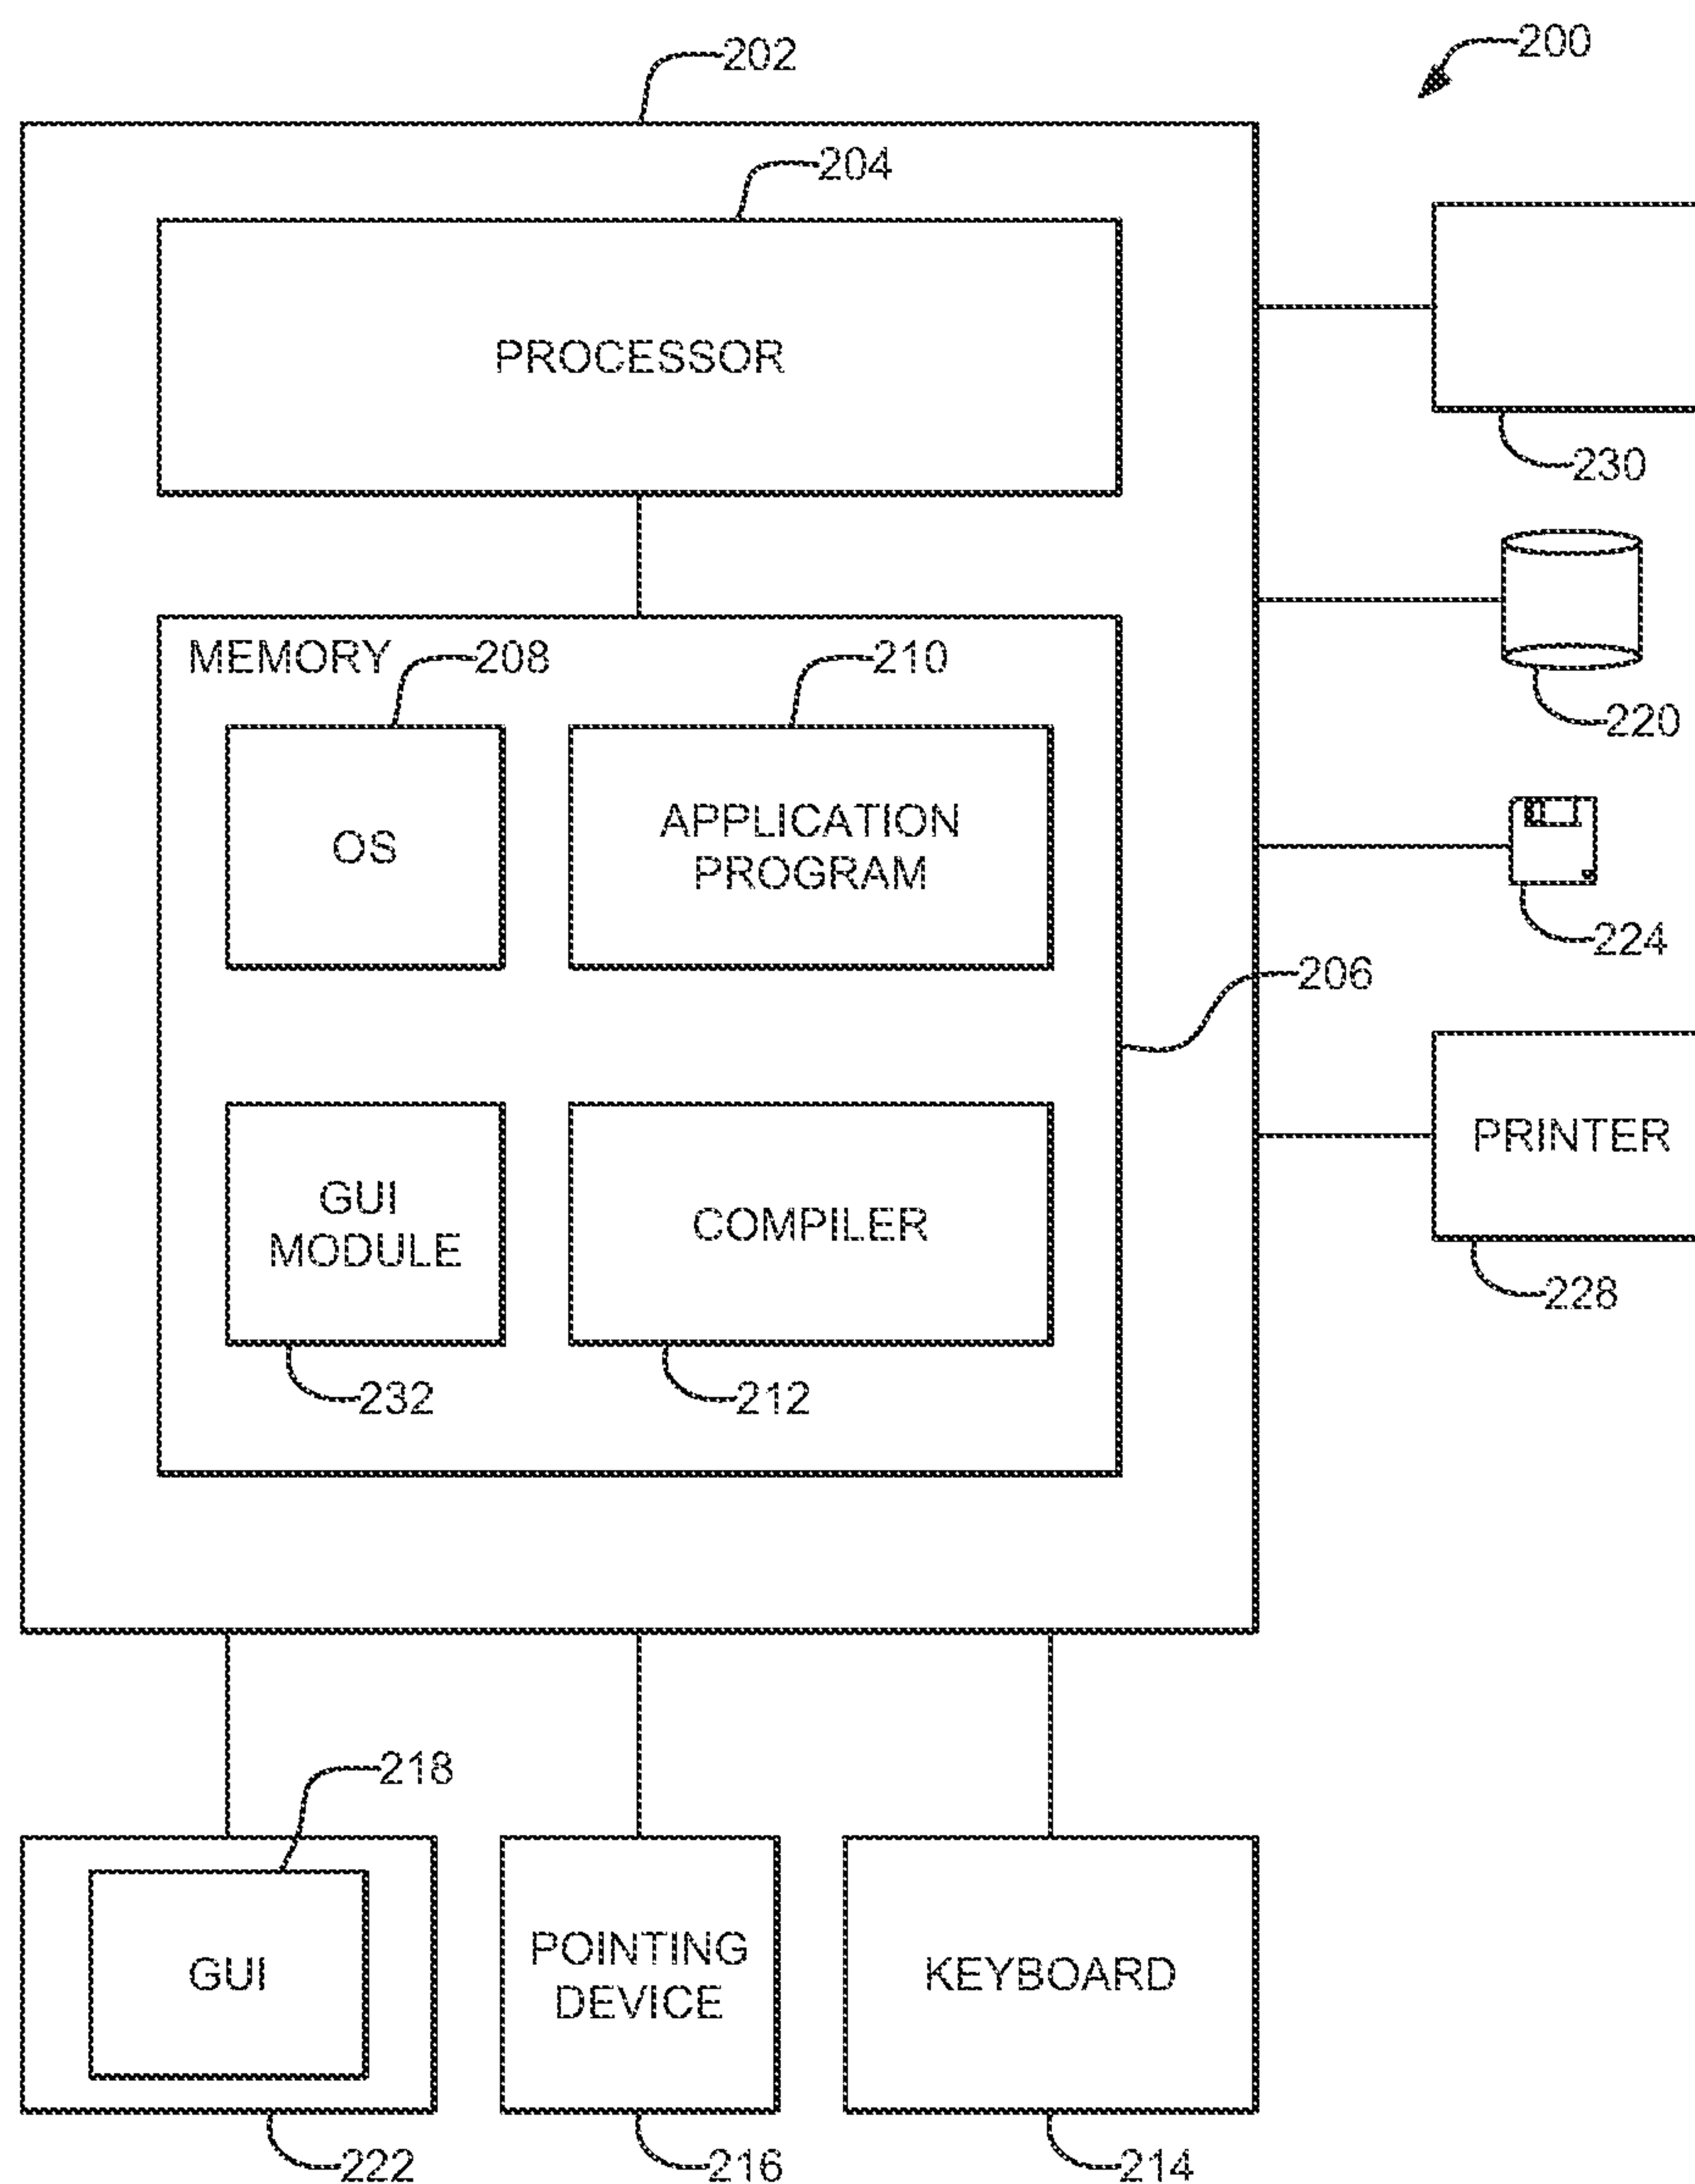 202
200
204
PROCESSOR
230
MEMORY
208
210
220
OS
APPLICATION
PROGRAM
224
206
GUI
MODULE
COMPILER
PRINTER
228
232
212
218
GUI
POINTING
DEVICE
KEYBOARD
222
216
214